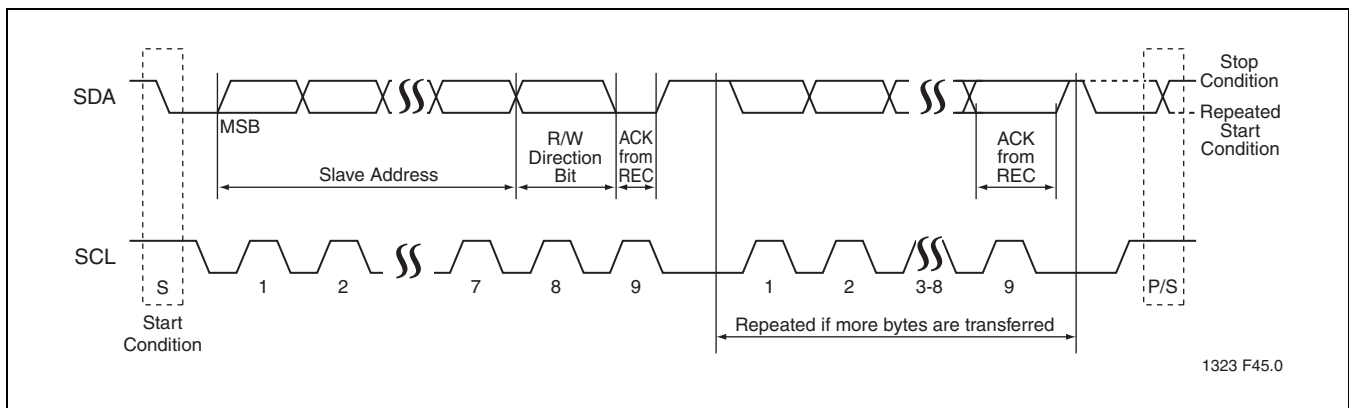 SDA
MSB
Slave Address
R/W
Direction
Bit
ACK
from
REC
ACK
from
REC
Stop
Condition
Repeated
Start
Condition
SCL
S
1
2
7
8
9
1
2
3-8
9
P/S
Start
Condition
Repeated if more bytes are transferred
1323 F45.0